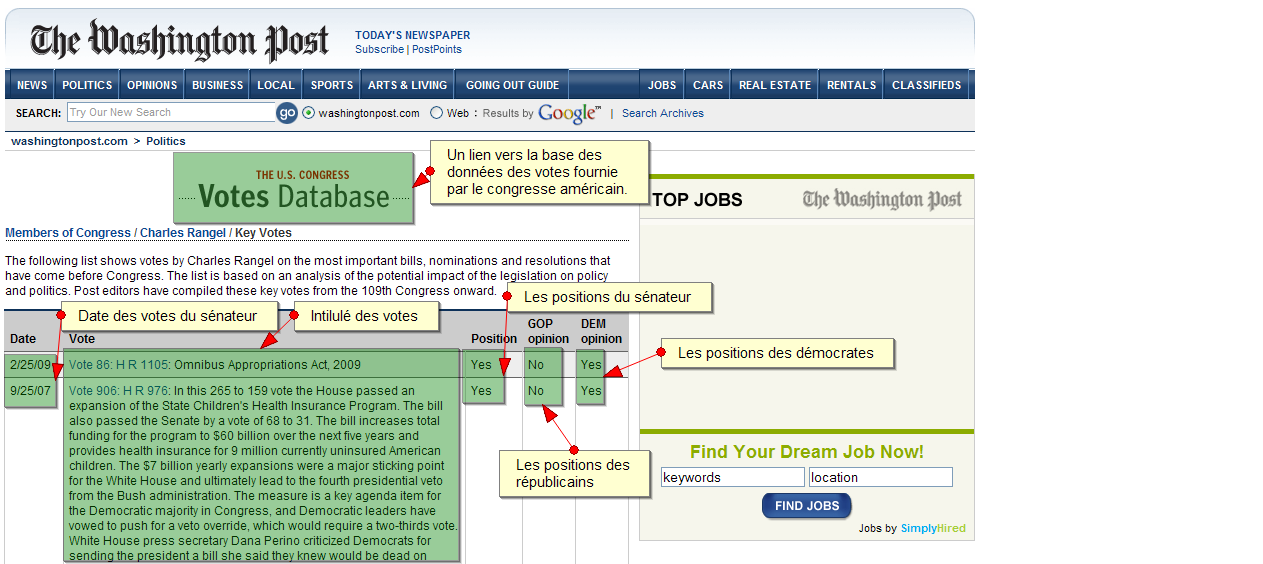 The Washington Post
TODAY'S NEWSPAPER
Subscribe | PostPoints
NEWS POLITICS OPINIONS BUSINESS LOCAL SPORTS ARTS & LIVING GOING OUT GUIDE JOBS CARS REAL ESTATE RENTALS CLASSIFIEDS
SEARCH: Try Our New Search go washingtonpost.com Web : Results by Google™ | Search Archives
washingtonpost.com > Politics
THE U.S. CONGRESS
Votes Database
Un lien vers la base des
données des votes fournie
par le congresse américain.
TOP JOBS The Washington Post
Members of Congress / Charles Rangel / Key Votes
The following list shows votes by Charles Rangel on the most important bills, nominations and resolutions that
have come before Congress. The list is based on an analysis of the potential impact of the legislation on policy
and politics. Post editors have compiled these key votes from the 109th Congress onward.
Les positions du sénateur
Date des votes du sénateur
Intilulé des votes
Date Vote Position GOP opinion DEM opinion
Les positions des démocrates
2/25/09 Vote 86: H R 1105: Omnibus Appropriations Act, 2009 Yes No Yes
9/25/07 Vote 906: H R 976: In this 265 to 159 vote the House passed an Yes No Yes
expansion of the State Children's Health Insurance Program. The bill
also passed the Senate by a vote of 68 to 31. The bill increases total
funding for the program to $60 billion over the next five years and
provides health insurance for 9 million currently uninsured American
children. The $7 billion yearly expansions were a major sticking point
for the White House and ultimately lead to the fourth presidential veto
from the Bush administration. The measure is a key agenda item for
the Democratic majority in Congress, and Democratic leaders have
vowed to push for a veto override, which would require a two-thirds vote.
White House press secretary Dana Perino criticized Democrats for
sending the president a bill she said they knew would be dead on
Les positions des
républicains
Find Your Dream Job Now!
keywords location
FIND JOBS
Jobs by SimplyHired